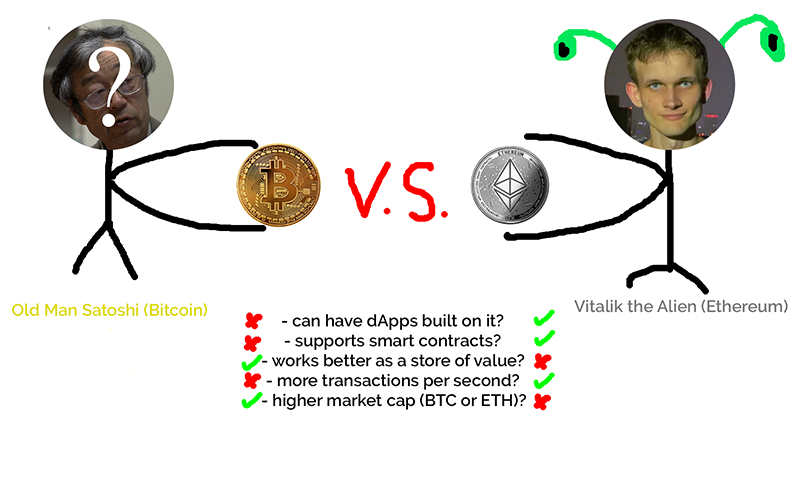 ?
V.S.
ETHEREUM
Old Man Satoshi (Bitcoin)
Vitalik the Alien (Ethereum)
- can have dApps built on it?
- supports smart contracts?
- works better as a store of value?
- more transactions per second?
- higher market cap (BTC or ETH)?